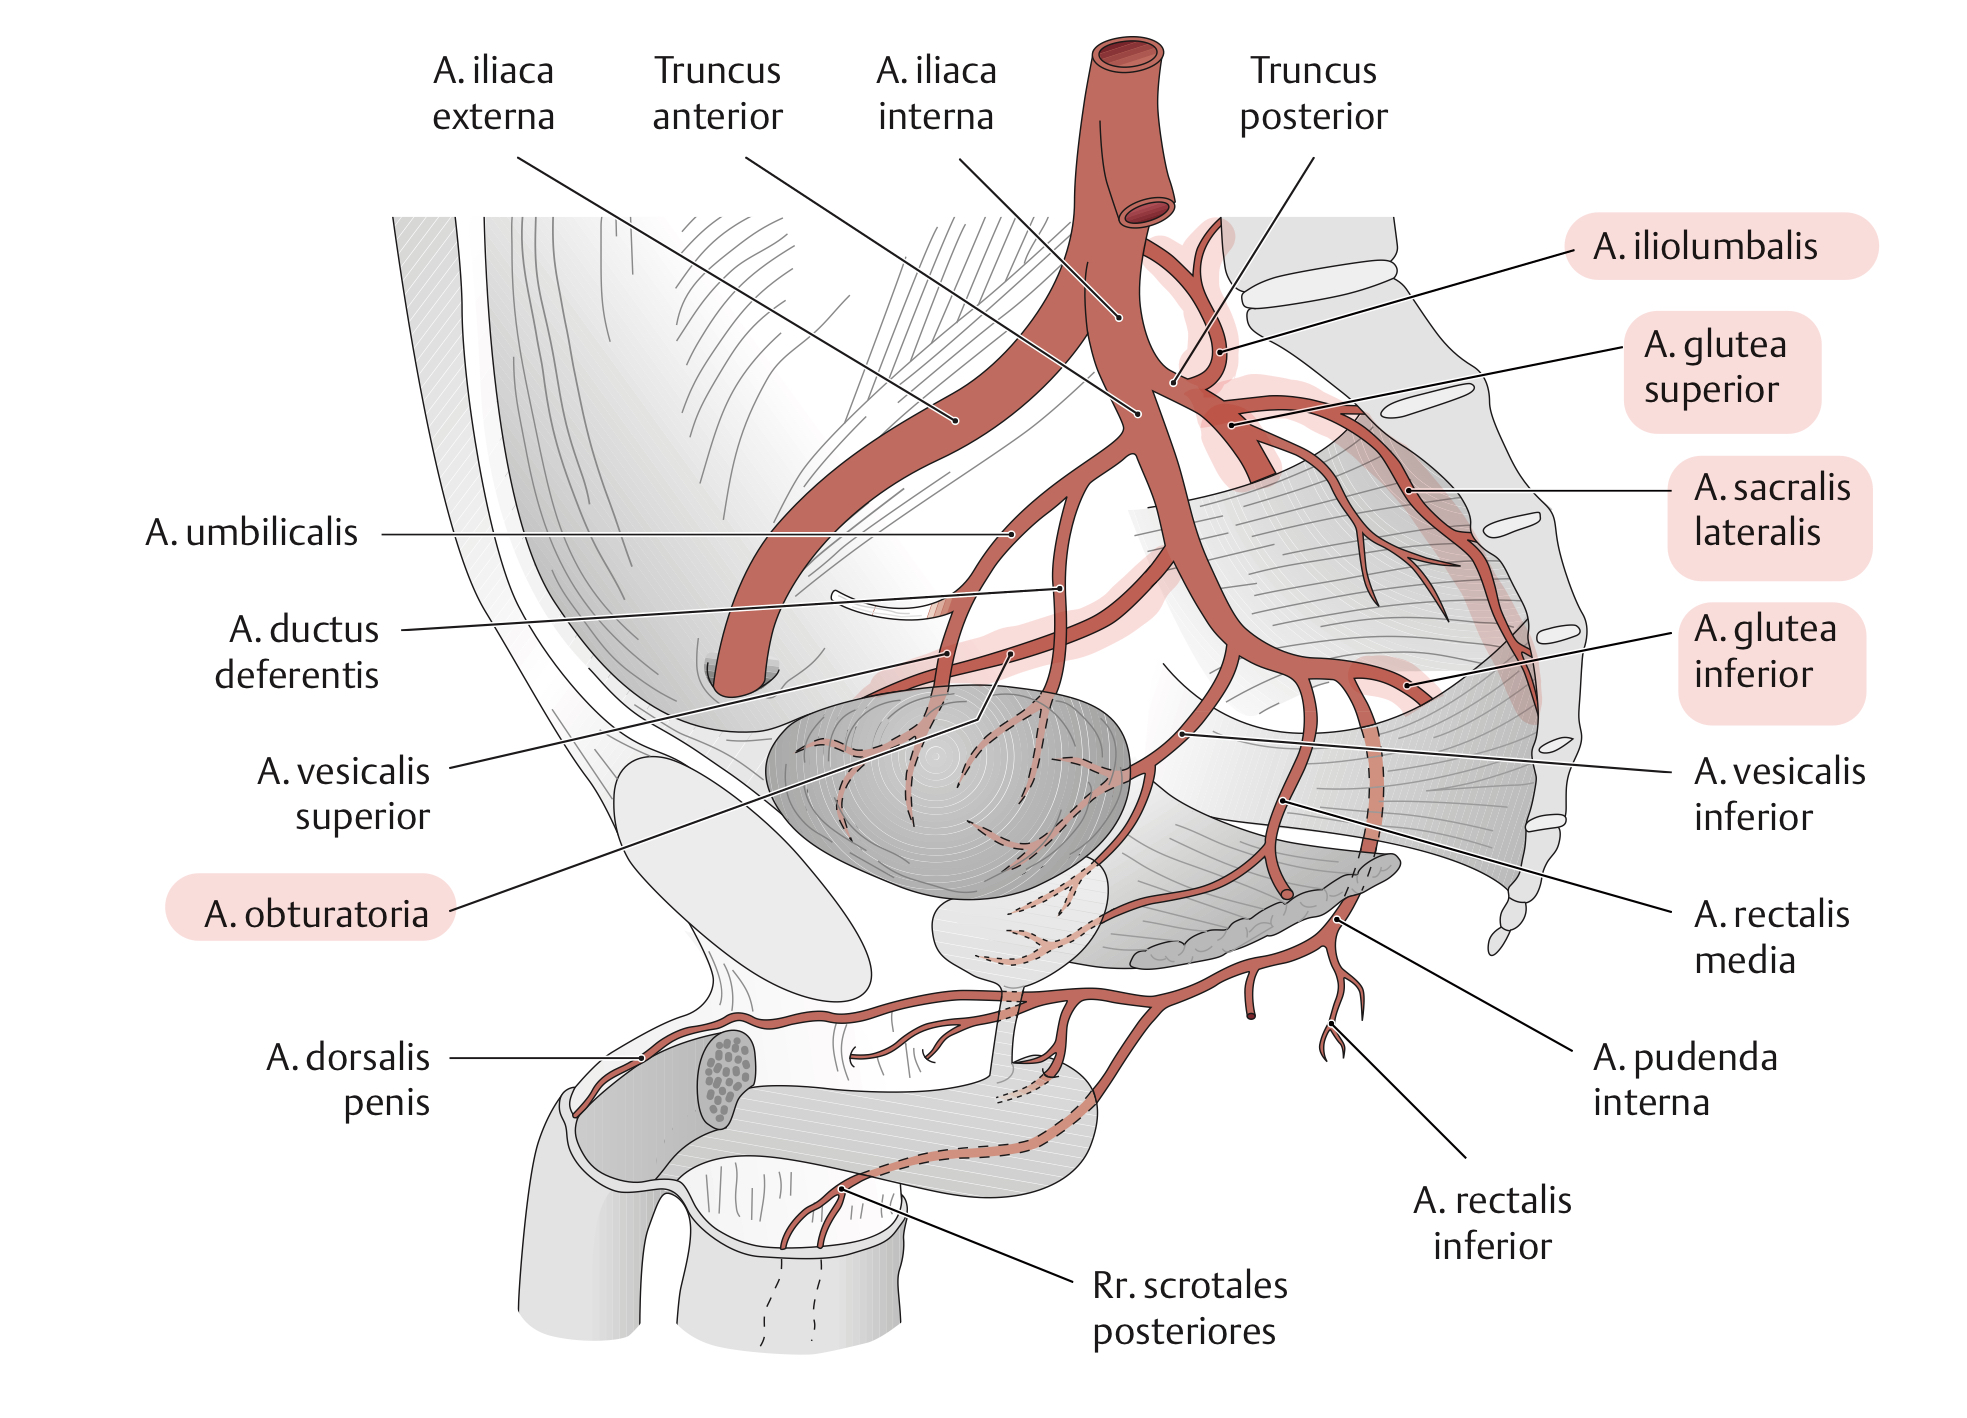 A. iliaca
externa
Truncus
anterior
A. iliaca
interna
Truncus
posterior
A. iliolumbalis
A. glutea
superior
A. sacralis
lateralis
A. glutea
inferior
A. vesicalis
inferior
A. rectalis
media
A. pudenda
interna
A. rectalis
inferior
Rr. scrotales
posteriores
A. umbilicalis
A. ductus
deferentis
A. vesicalis
superior
A. obturatoria
A. dorsalis
penis